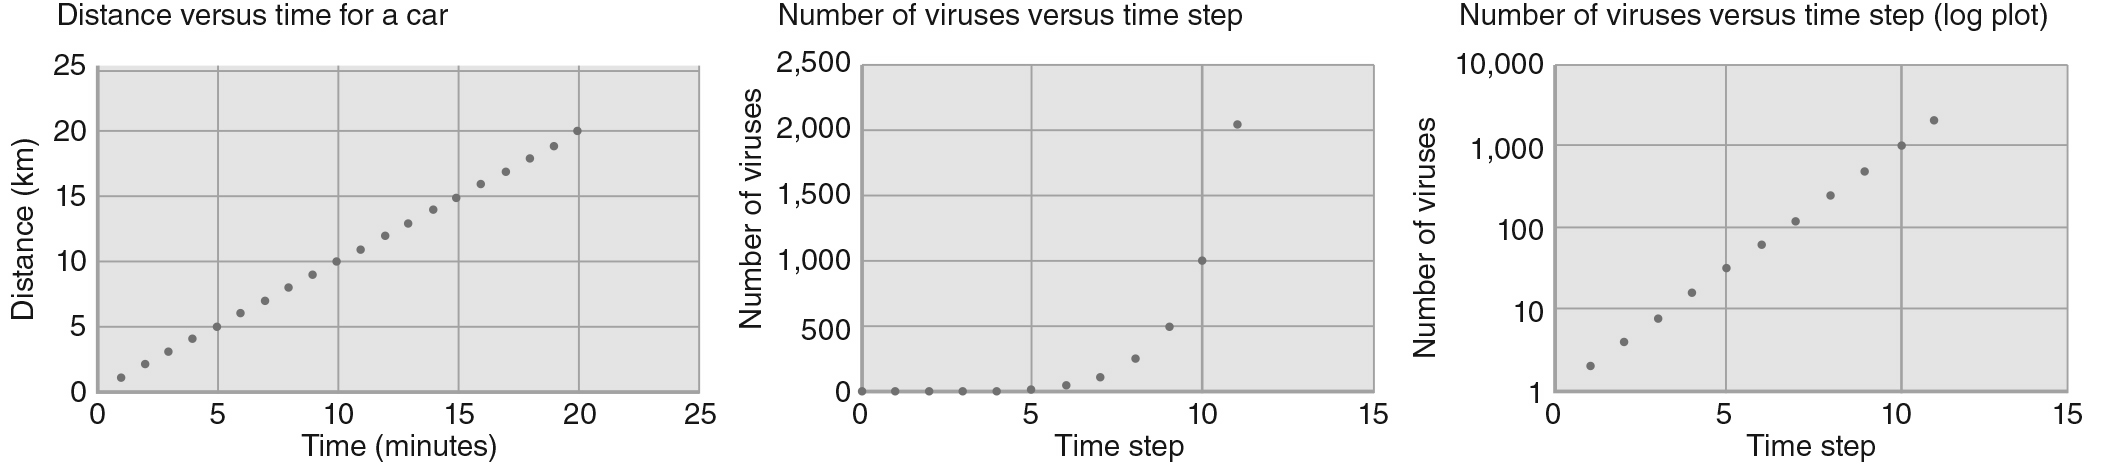 Distance versus time for a car
25
20
15
10
5
0
Distance (km)
0 5 10 15 20 25
Time (minutes)
Number of viruses versus time step
2,500
2,000
1,500
1,000
500
0
Number of viruses
0 5 10 15
Time step
Number of viruses versus time step (log plot)
10,000
1,000
100
10
1
Number of viruses
0 5 10 15
Time step